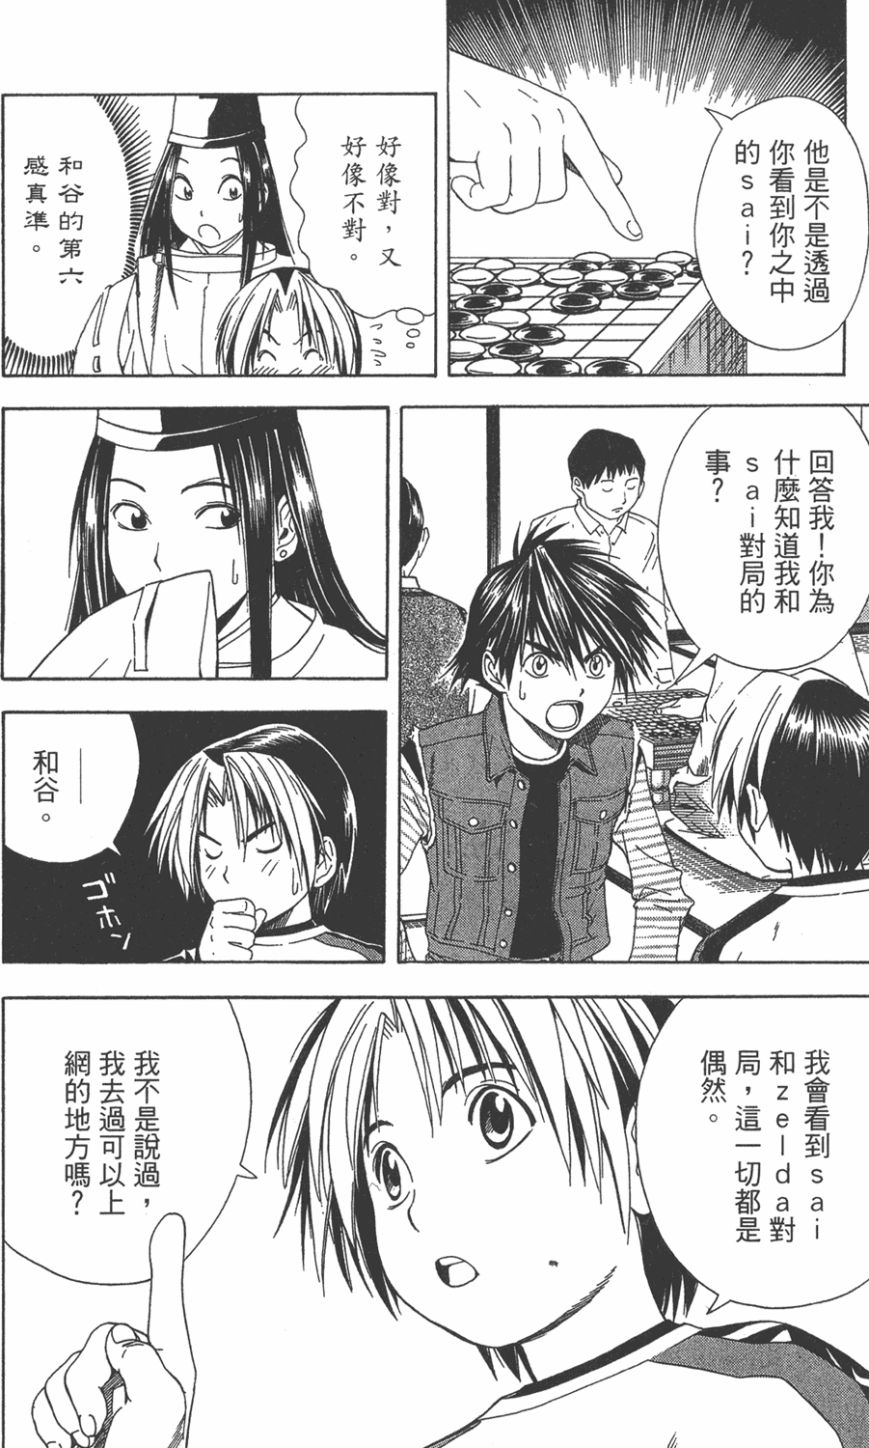 他是不是透過
你看到你之中
的sai?
好像對，又
好像不對。
和谷的第六
感真準。
回答我！你為
什麼知道我和
sai對局的
事？
——
和谷。
ゴホン
我會看到sai
和zelda對
局，這一切都是
偶然。
我不是說過，
我去過可以上
網的地方嗎？